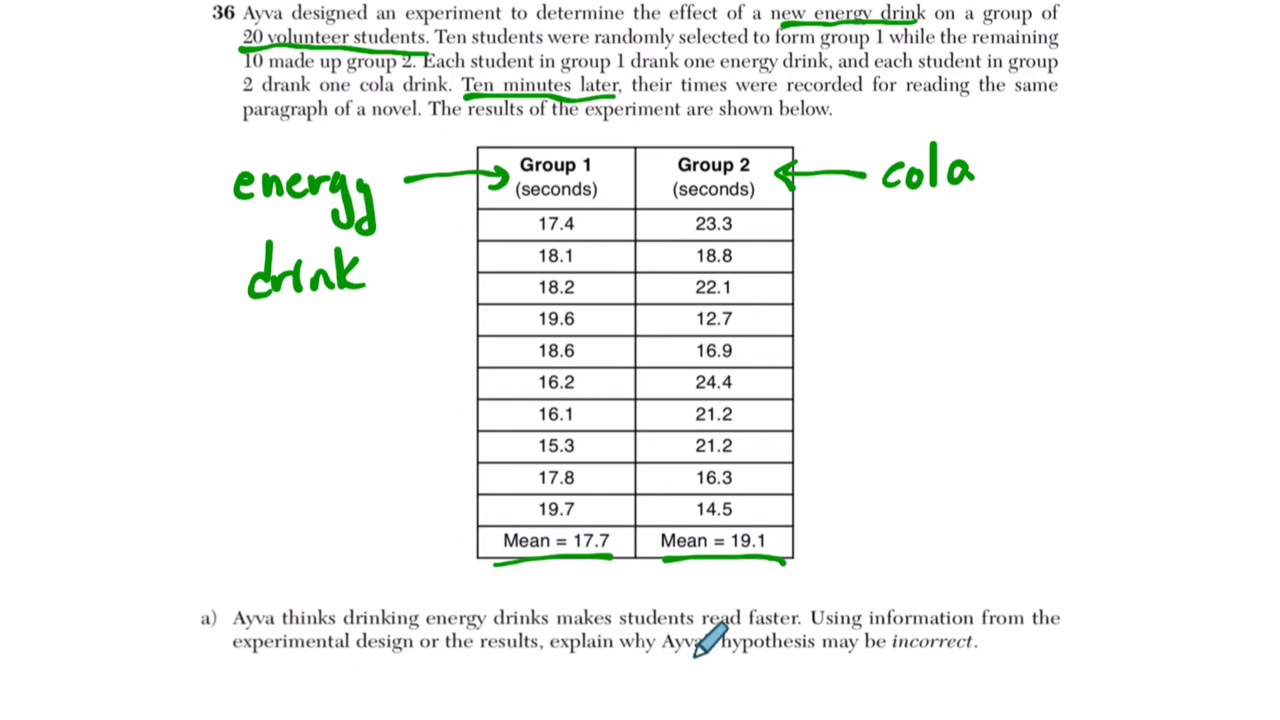 36 Ayva designed an experiment to determine the effect of a new energy drink on a group of
20 volunteer students. Ten students were randomly selected to form group 1 while the remaining
10 made up group 2. Each student in group 1 drank one energy drink, and each student in group
2 drank one cola drink. Ten minutes later, their times were recorded for reading the same
paragraph of a novel. The results of the experiment are shown below.
energy
drink
Group 1 Group 2
(seconds) (seconds)
cola
17.4 23.3
18.1 18.8
18.2 22.1
19.6 12.7
18.6 16.9
16.2 24.4
16.1 21.2
15.3 21.2
17.8 16.3
19.7 14.5
Mean = 17.7 Mean = 19.1
a) Ayva thinks drinking energy drinks makes students read faster. Using information from the
experimental design or the results, explain why hypothesis may be incorrect.